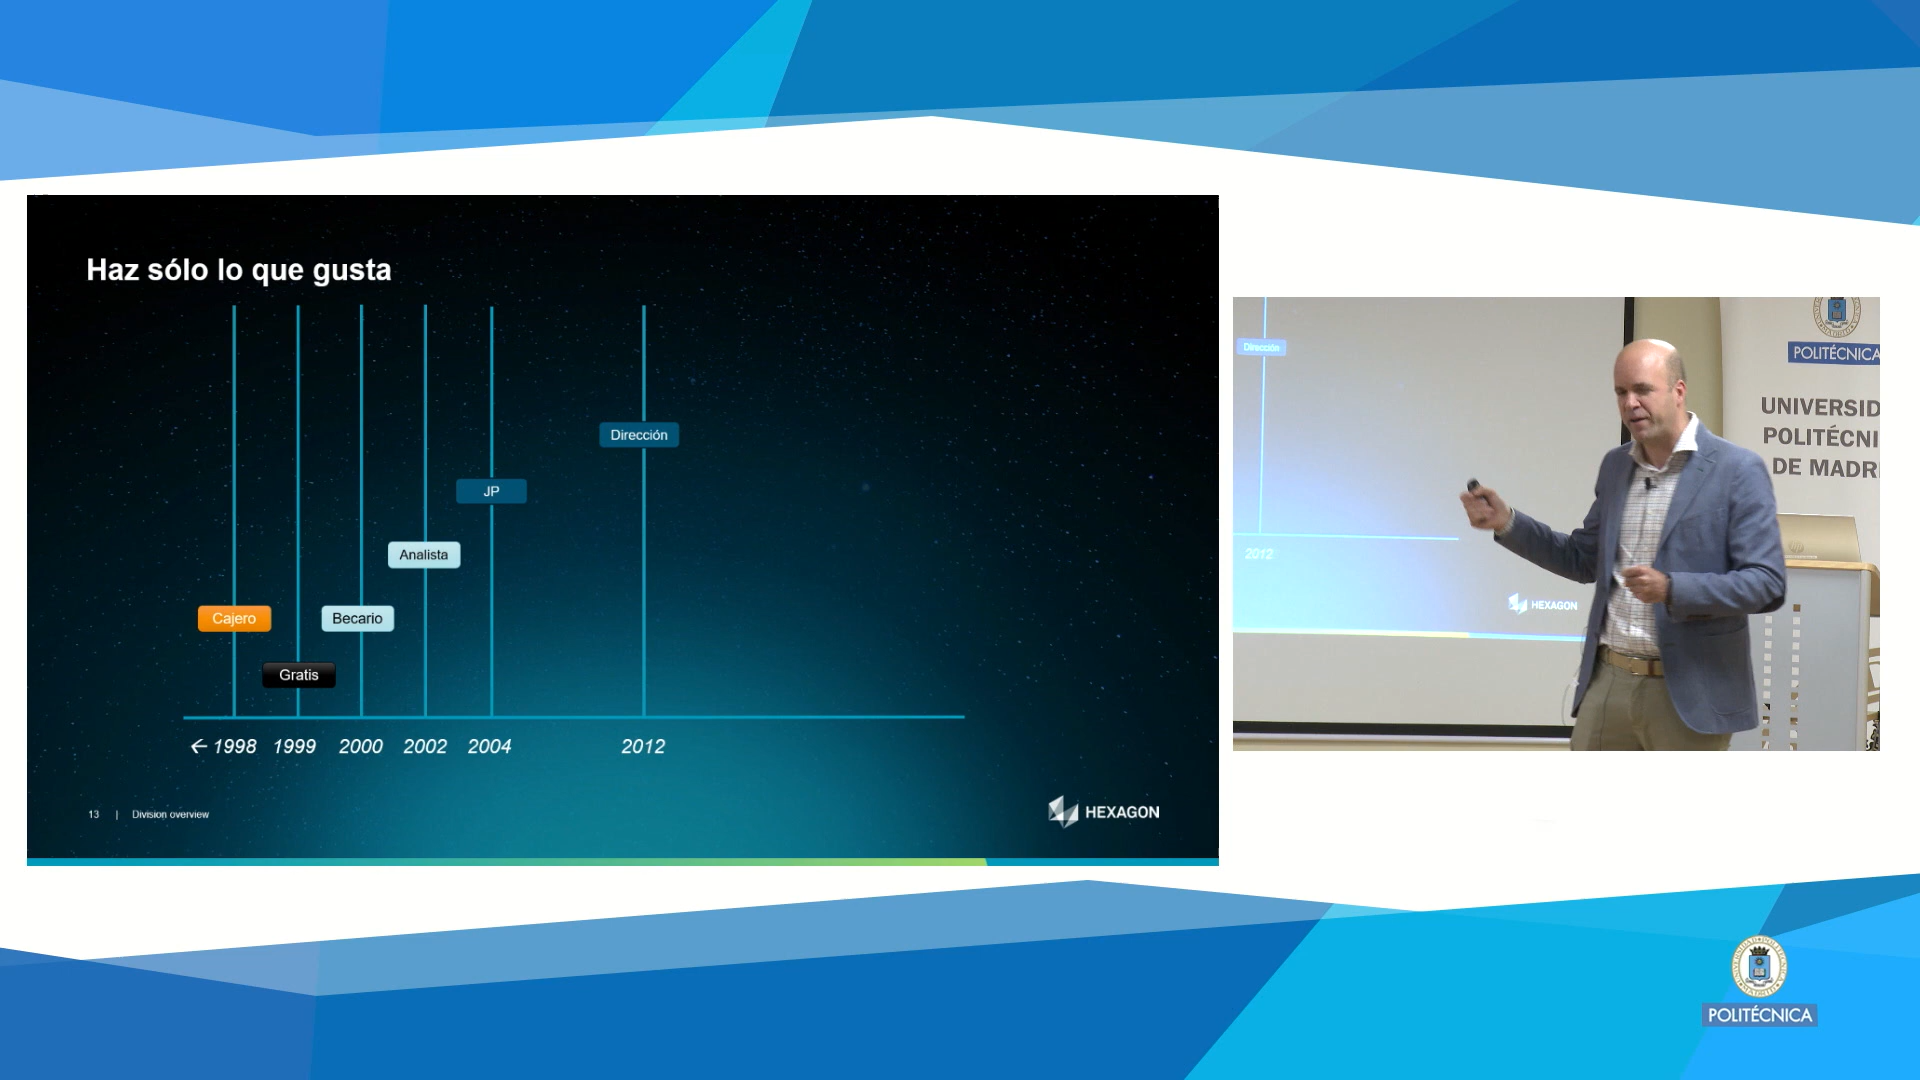 Haz sólo lo que gusta
Dirección
JP
Analista
Cajero
Becario
Gratis
← 1998 1999 2000 2002 2004 2012
13 | Division overview
HEXAGON
Dirección
2012
HEXAGON
POLITÉCNICA
UNIVERSID
POLITÉCNI
DE MADR
POLITÉCNICA